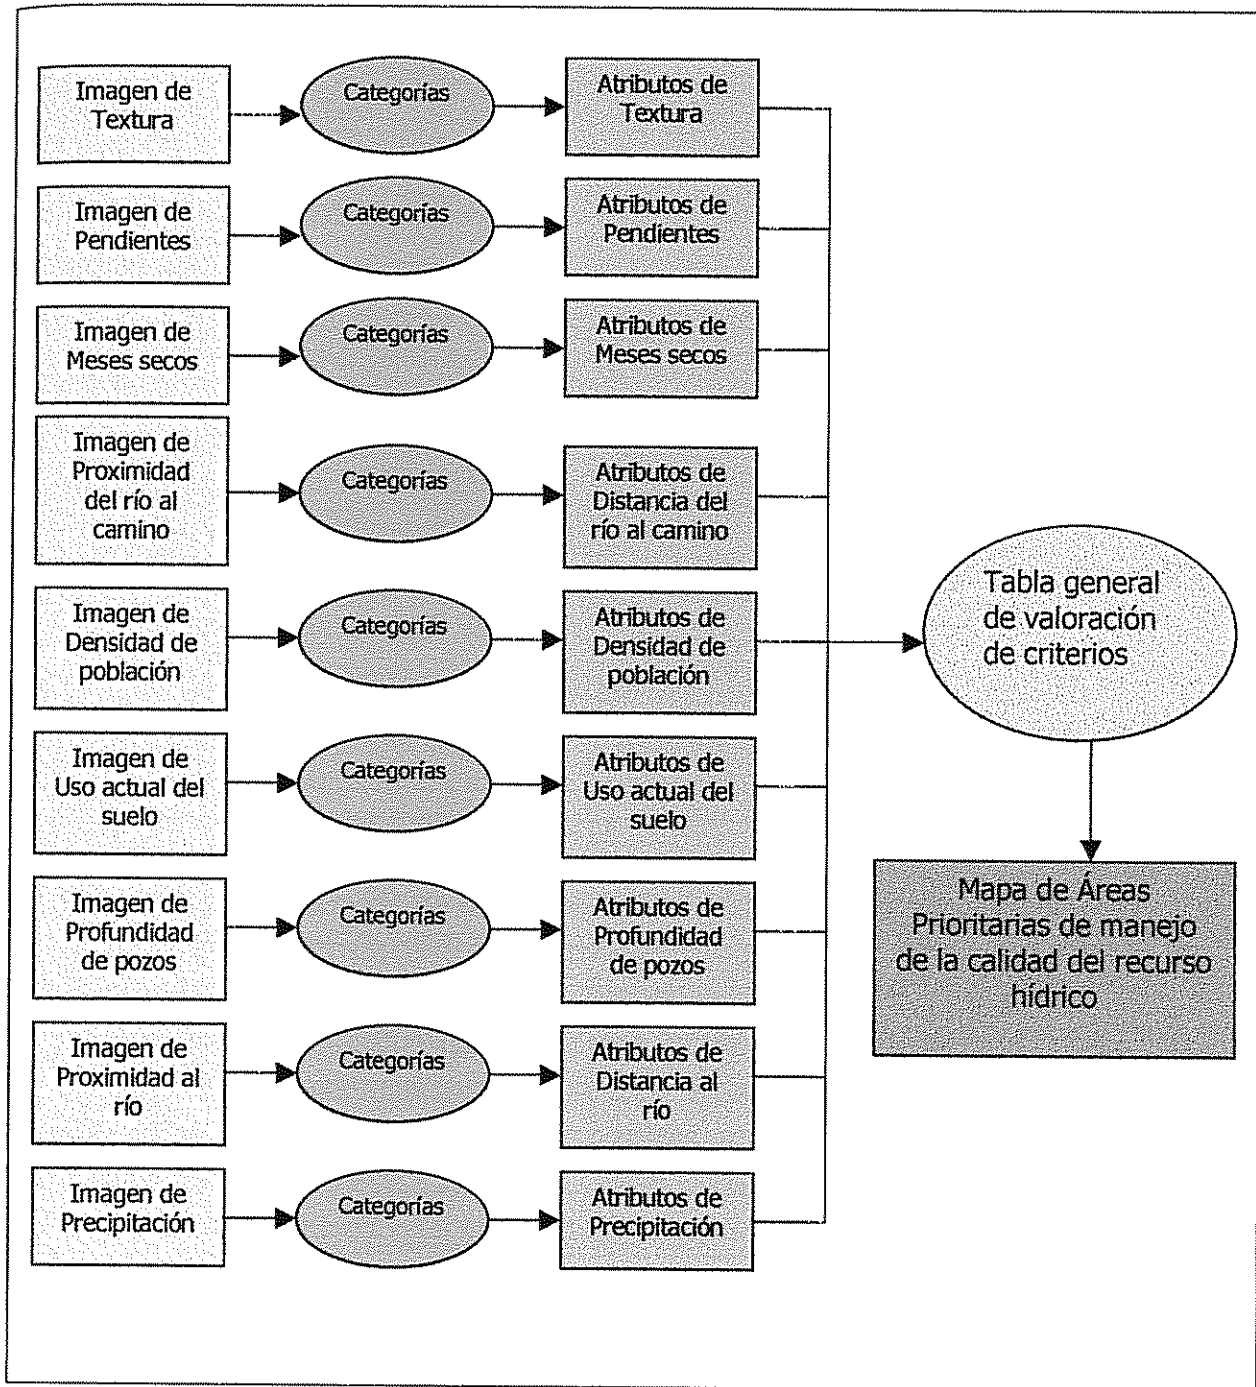 Imagen de
Textura
Categorías
Atributos de
Textura
Imagen de
Pendientes
Categorías
Atributos de
Pendientes
Imagen de
Meses secos
Categorías
Atributos de
Meses secos
Imagen de
Proximidad
del río al
camino
Categorías
Atributos de
Distancia del
río al camino
Imagen de
Densidad de
población
Categorías
Atributos de
Densidad de
población
Imagen de
Uso actual del
suelo
Categorías
Atributos de
Uso actual del
suelo
Imagen de
Profundidad
de pozos
Categorías
Atributos de
Profundidad
de pozos
Imagen de
Proximidad al
río
Categorías
Atributos de
Distancia al
río
Imagen de
Precipitación
Categorías
Atributos de
Precipitación
Tabla general
de valoración
de criterios
Mapa de Áreas
Prioritarias de manejo
de la calidad del recurso
hídrico